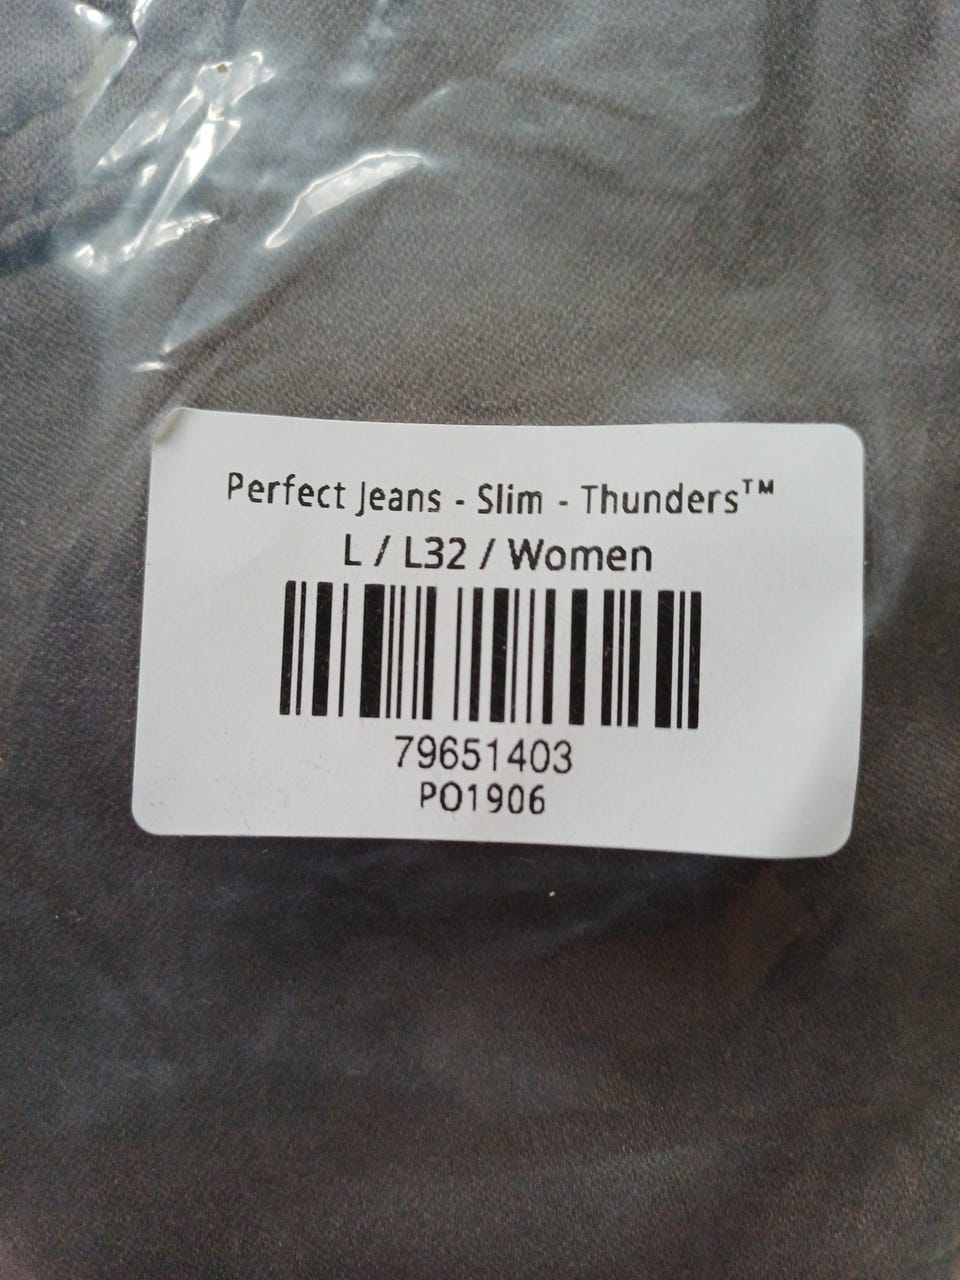 Perfect Jeans - Slim - Thunders™
L / L32 / Women
79651403
PO1906